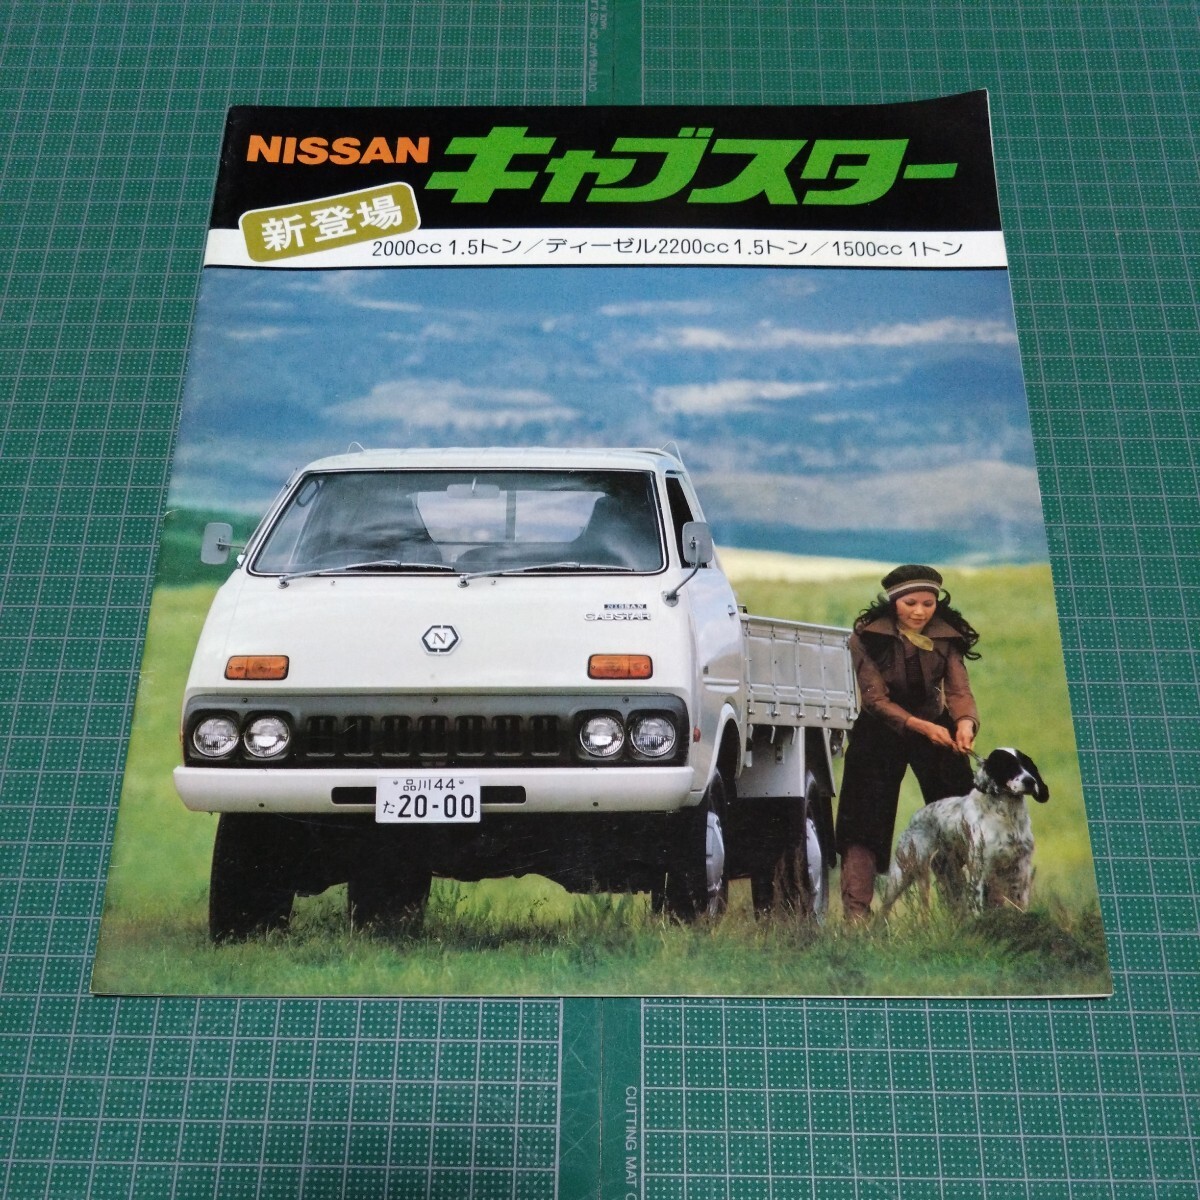 NISSAN キャブスター
新登場
2000cc 1.5トン／ディーゼル2200cc 1.5トン／1500cc 1トン
NISSAN
CABSTAR
N
品川 44
た 20-00
CUTTING MAT